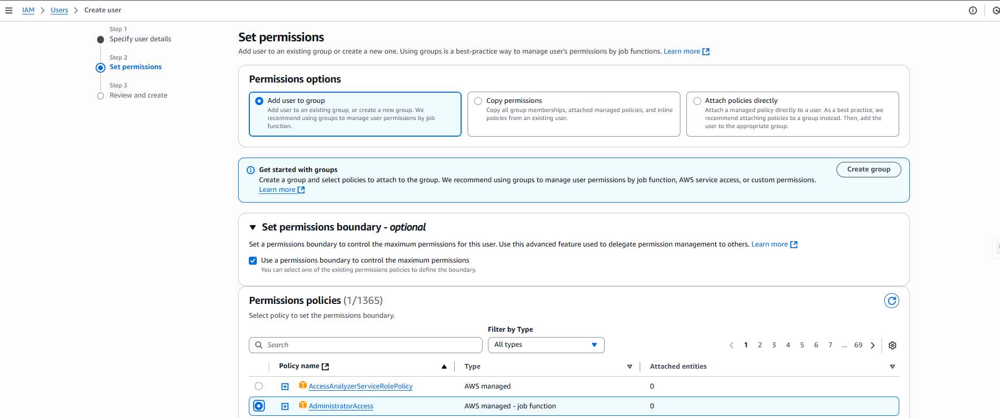 IAM > Users > Create user
Step 1
Specify user details
Step 2
Set permissions
Step 3
Review and create
Set permissions
Add user to an existing group or create a new one. Using groups is a best-practice way to manage user's permissions by job functions. Learn more
Permissions options
Add user to group
Add user to an existing group, or create a new group. We
recommend using groups to manage user permissions by job
function.
Copy permissions
Copy all group memberships, attached managed policies, and inline
policies from an existing user.
Attach policies directly
Attach a managed policy directly to a user. As a best practice, we
recommend attaching policies to a group instead. Then, add the
user to the appropriate group.
Get started with groups
Create a group and select policies to attach to the group. We recommend using groups to manage user permissions by job function, AWS service access, or custom permissions.
Learn more
Create group
Set permissions boundary - optional
Set a permissions boundary to control the maximum permissions for this user. Use this advanced feature used to delegate permission management to others. Learn more
Use a permissions boundary to control the maximum permissions
You can select one of the existing permissions policies to define the boundary.
Permissions policies (1/1365)
Select policy to set the permissions boundary.
Filter by Type
Search
All types
1 2 3 4 5 6 7 ... 69
Policy name Type Attached entities
AccessAnalyzerServiceRolePolicy AWS managed 0
AdministratorAccess AWS managed - job function 0